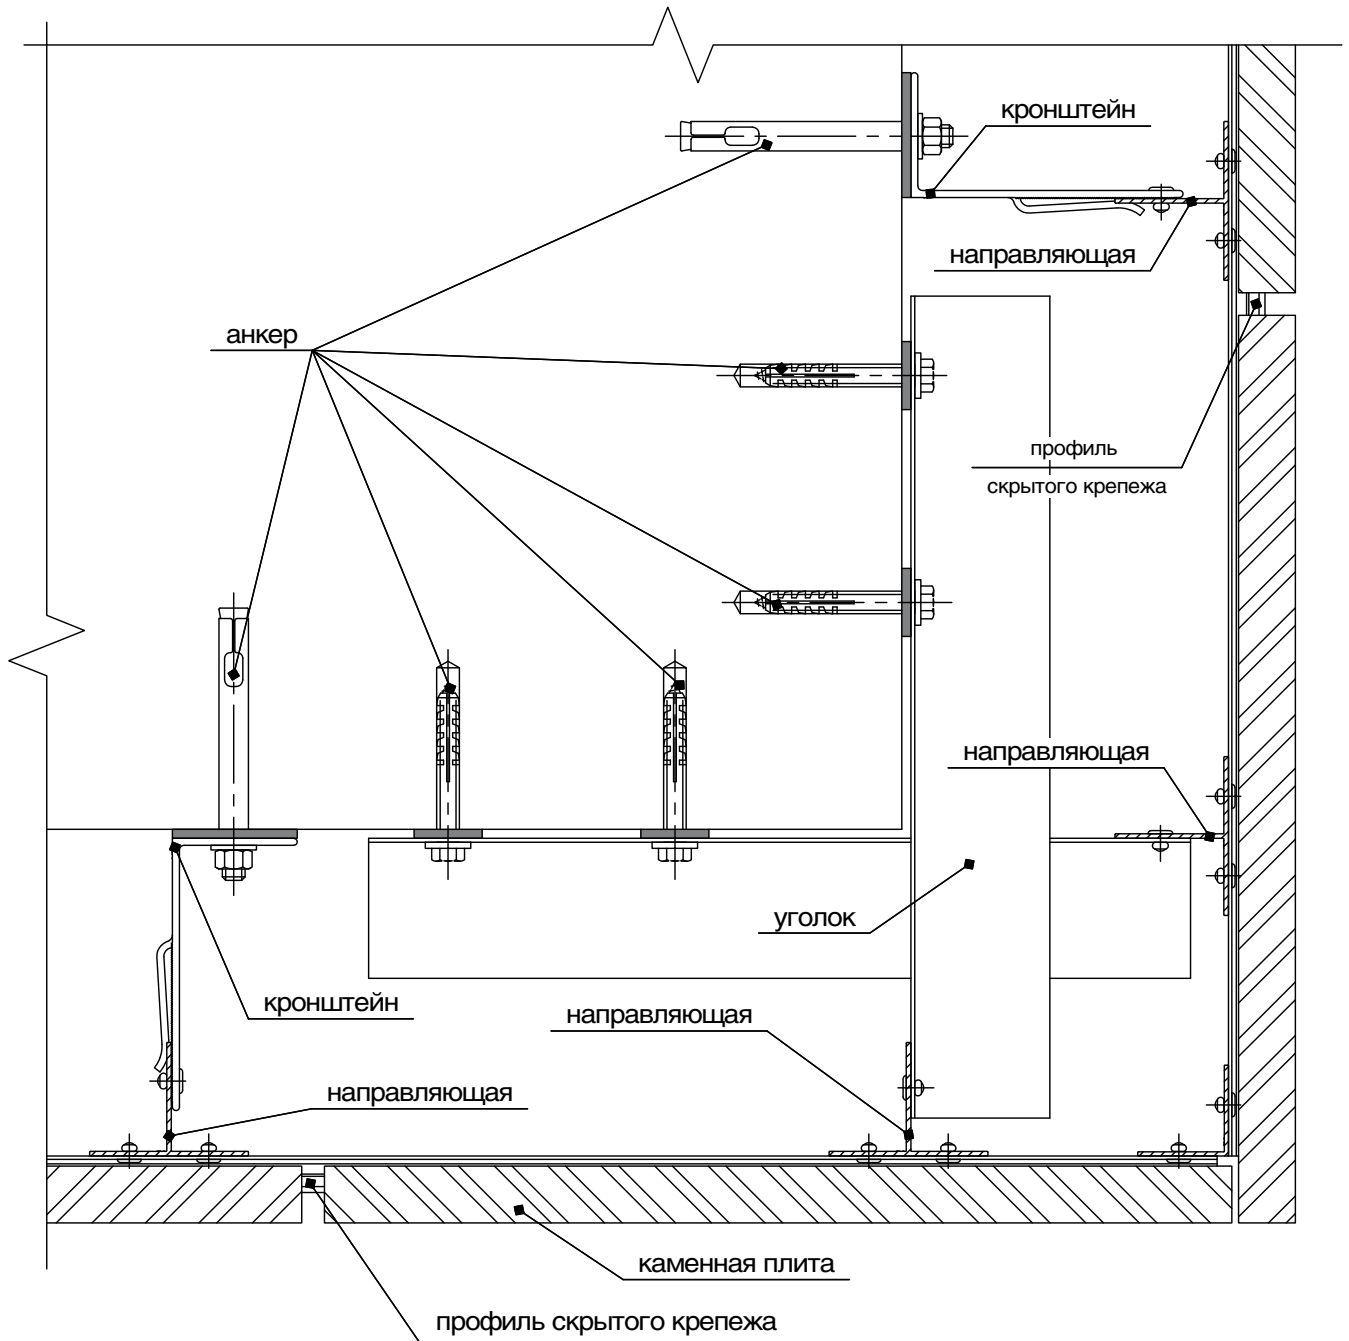 кронштейн
направляющая
анкер
профиль
скрытого крепежа
направляющая
уголок
кронштейн
направляющая
направляющая
каменная плита
профиль скрытого крепежа